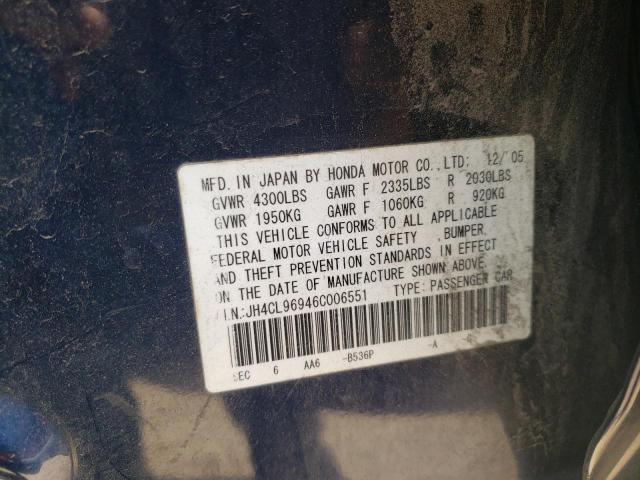 MFD. IN JAPAN BY HONDA MOTOR CO., LTD: 12/'05
GVWR 4300LBS GAWR F 2335LBS R 2030LBS
GVWR 1950KG GAWR F 1060KG R 920KG
THIS VEHICLE CONFORMS TO ALL APPLICABLE
FEDERAL MOTOR VEHICLE SAFETY ,BUMPER,
AND THEFT PREVENTION STANDARDS IN EFFECT
ON THE DATE OF MANUFACTURE SHOWN ABOVE.
V.I.N.:JH4CL96946C006551 TYPE: PASSENGER CAR
SEC 6 AA6 -B536P -A